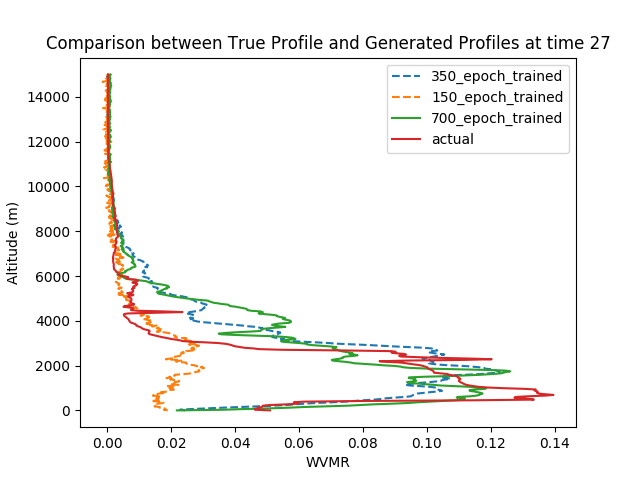 Comparison between True Profile and Generated Profiles at time 27
350_epoch_trained
150_epoch_trained
700_epoch_trained
actual
Altitude (m)
14000
12000
10000
8000
6000
4000
2000
0
0.00 0.02 0.04 0.06 0.08 0.10 0.12 0.14
WVMR